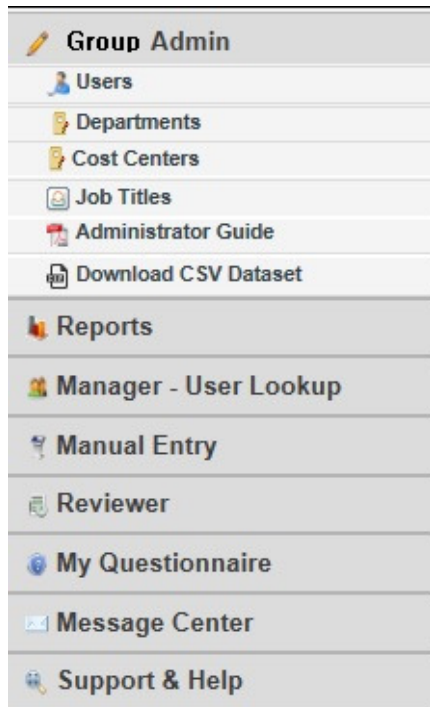 Group Admin
Users
Departments
Cost Centers
Job Titles
Administrator Guide
Download CSV Dataset
Reports
Manager - User Lookup
Manual Entry
Reviewer
My Questionnaire
Message Center
Support & Help